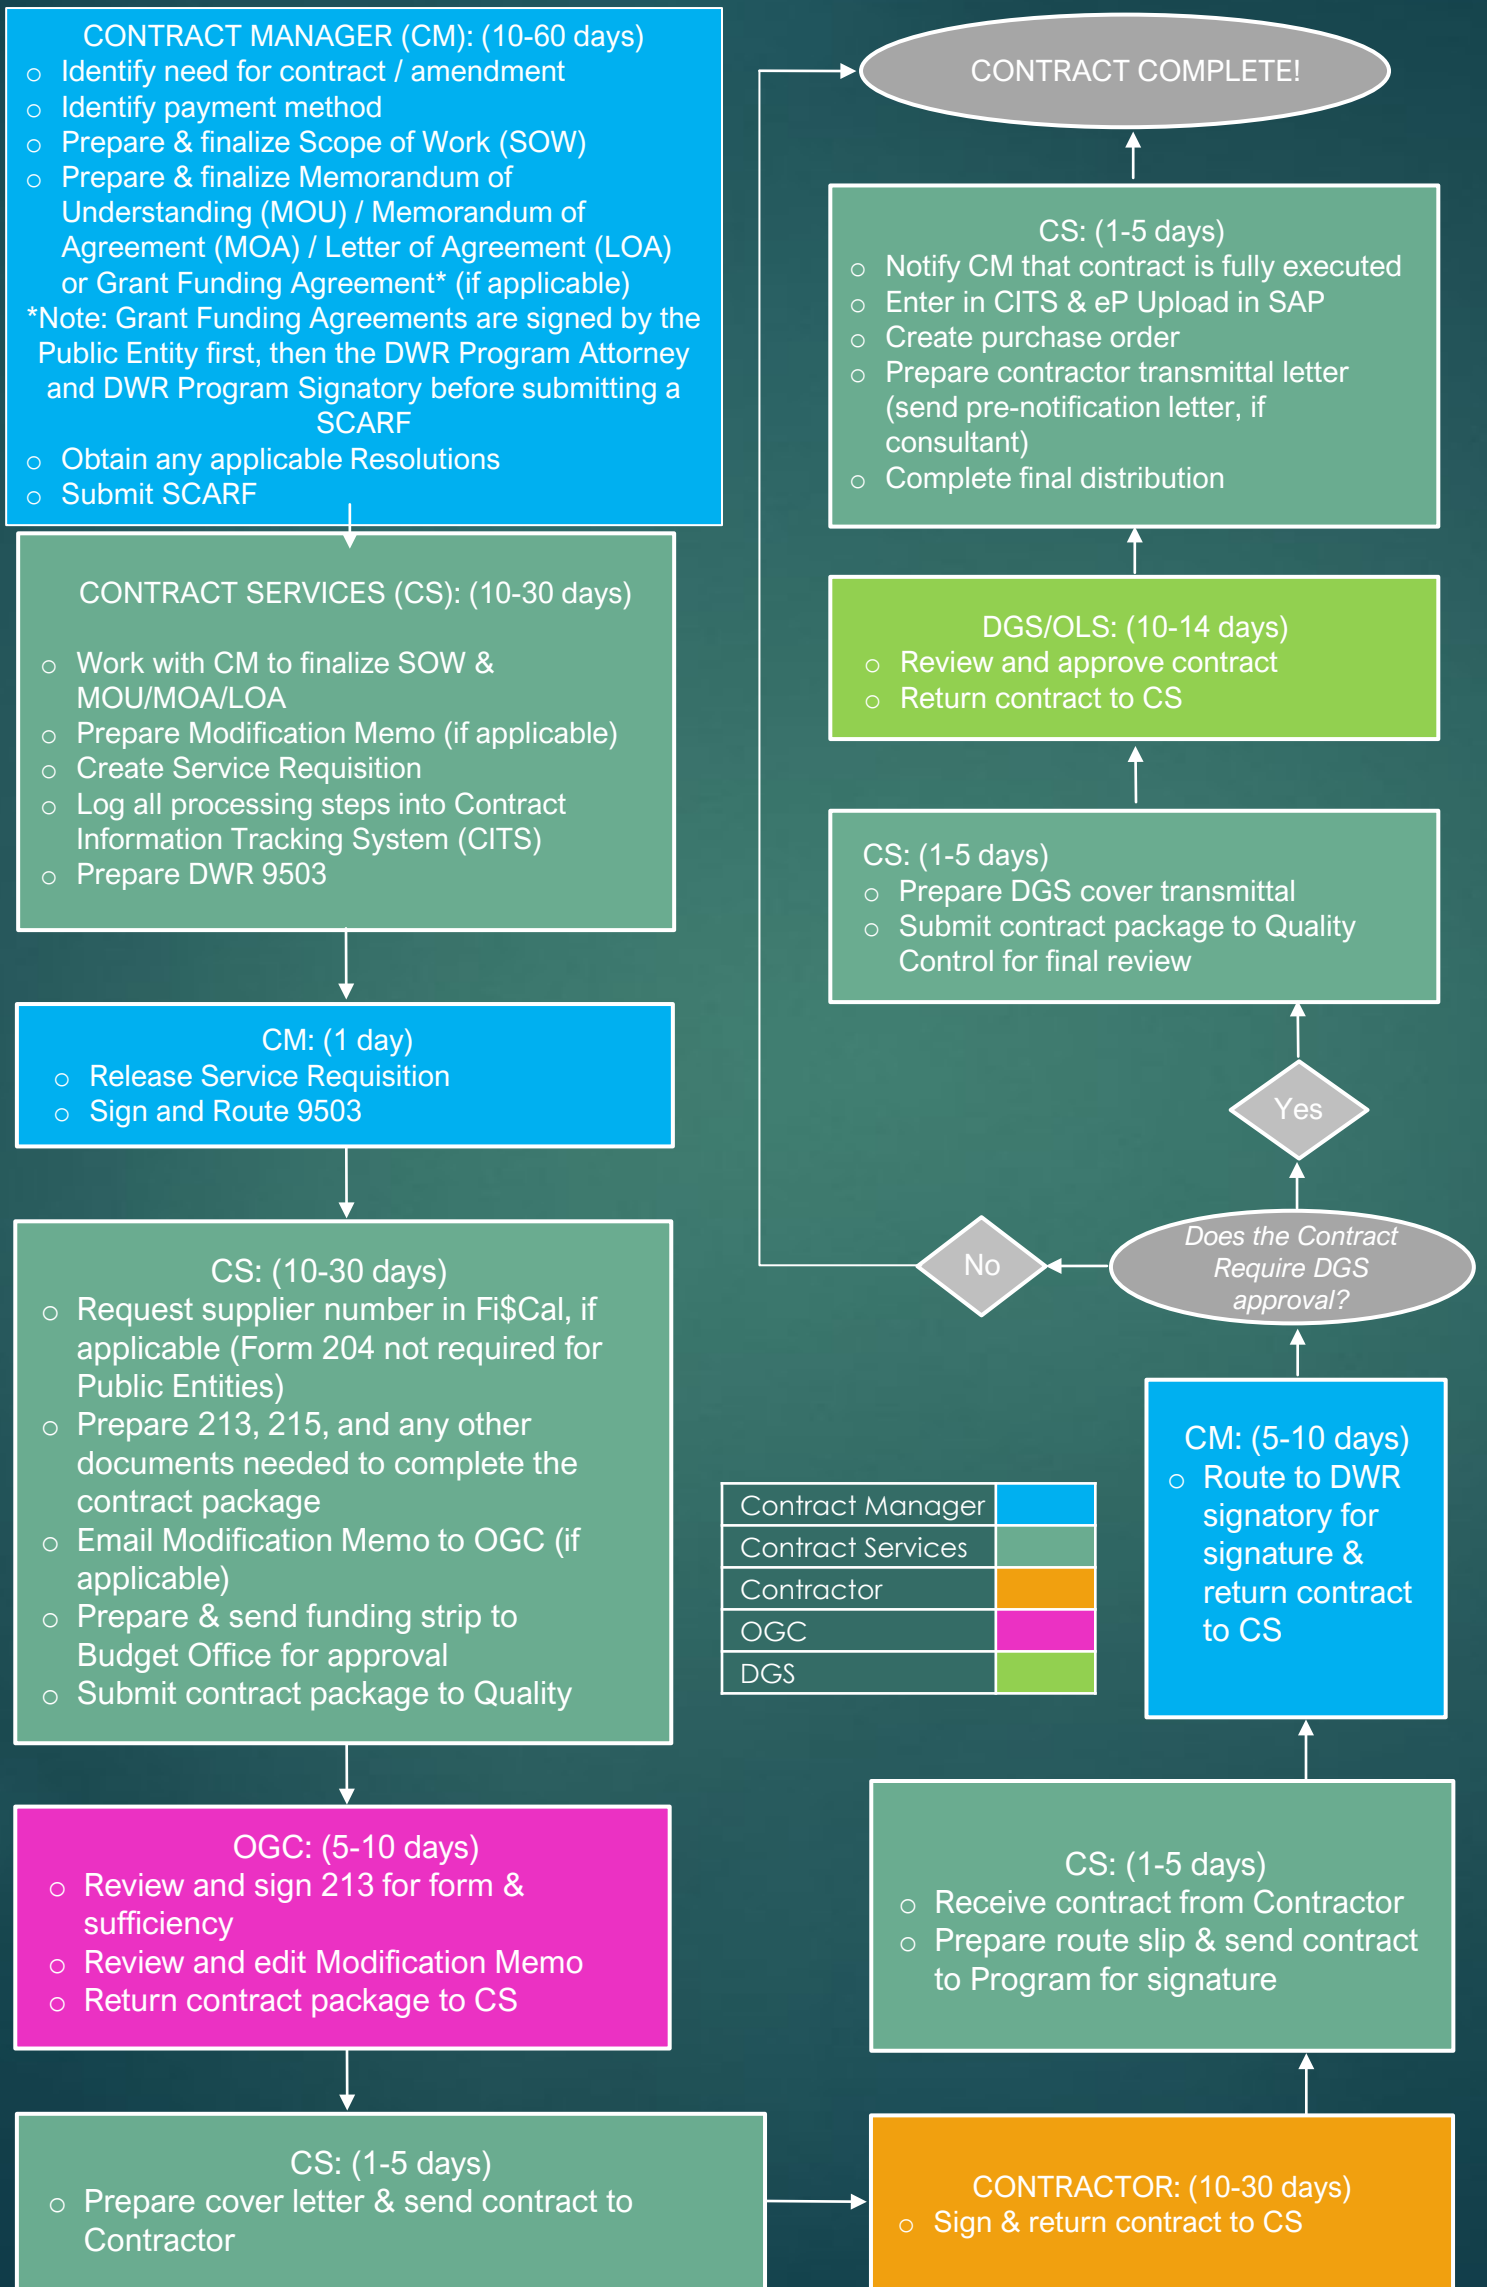 CONTRACT MANAGER (CM): (10-60 days)
o Identify need for contract / amendment
o Identify payment method
o Prepare & finalize Scope of Work (SOW)
o Prepare & finalize Memorandum of
Understanding (MOU) / Memorandum of
Agreement (MOA) / Letter of Agreement (LOA)
or Grant Funding Agreement* (if applicable)
*Note: Grant Funding Agreements are signed by the
Public Entity first, then the DWR Program Attorney
and DWR Program Signatory before submitting a
SCARF
o Obtain any applicable Resolutions
o Submit SCARF
CONTRACT SERVICES (CS): (10-30 days)
o Work with CM to finalize SOW &
MOU/MOA/LOA
o Prepare Modification Memo (if applicable)
o Create Service Requisition
o Log all processing steps into Contract
Information Tracking System (CITS)
o Prepare DWR 9503
CM: (1 day)
o Release Service Requisition
o Sign and Route 9503
CS: (10-30 days)
o Request supplier number in Fi$Cal, if
applicable (Form 204 not required for
Public Entities)
o Prepare 213, 215, and any other
documents needed to complete the
contract package
o Email Modification Memo to OGC (if
applicable)
o Prepare & send funding strip to
Budget Office for approval
o Submit contract package to Quality
OGC: (5-10 days)
o Review and sign 213 for form &
sufficiency
o Review and edit Modification Memo
o Return contract package to CS
CS: (1-5 days)
o Prepare cover letter & send contract to
Contractor
CONTRACTOR: (10-30 days)
o Sign & return contract to CS
CS: (1-5 days)
o Receive contract from Contractor
o Prepare route slip & send contract
to Program for signature
CM: (5-10 days)
o Route to DWR
signatory for
signature &
return contract
to CS
Does the Contract
Require DGS
approval?
No
Yes
CS: (1-5 days)
o Prepare DGS cover transmittal
o Submit contract package to Quality
Control for final review
DGS/OLS: (10-14 days)
o Review and approve contract
o Return contract to CS
CS: (1-5 days)
o Notify CM that contract is fully executed
o Enter in CITS & eP Upload in SAP
o Create purchase order
o Prepare contractor transmittal letter
(send pre-notification letter, if
consultant)
o Complete final distribution
CONTRACT COMPLETE!
Contract Manager
Contract Services
Contractor
OGC
DGS